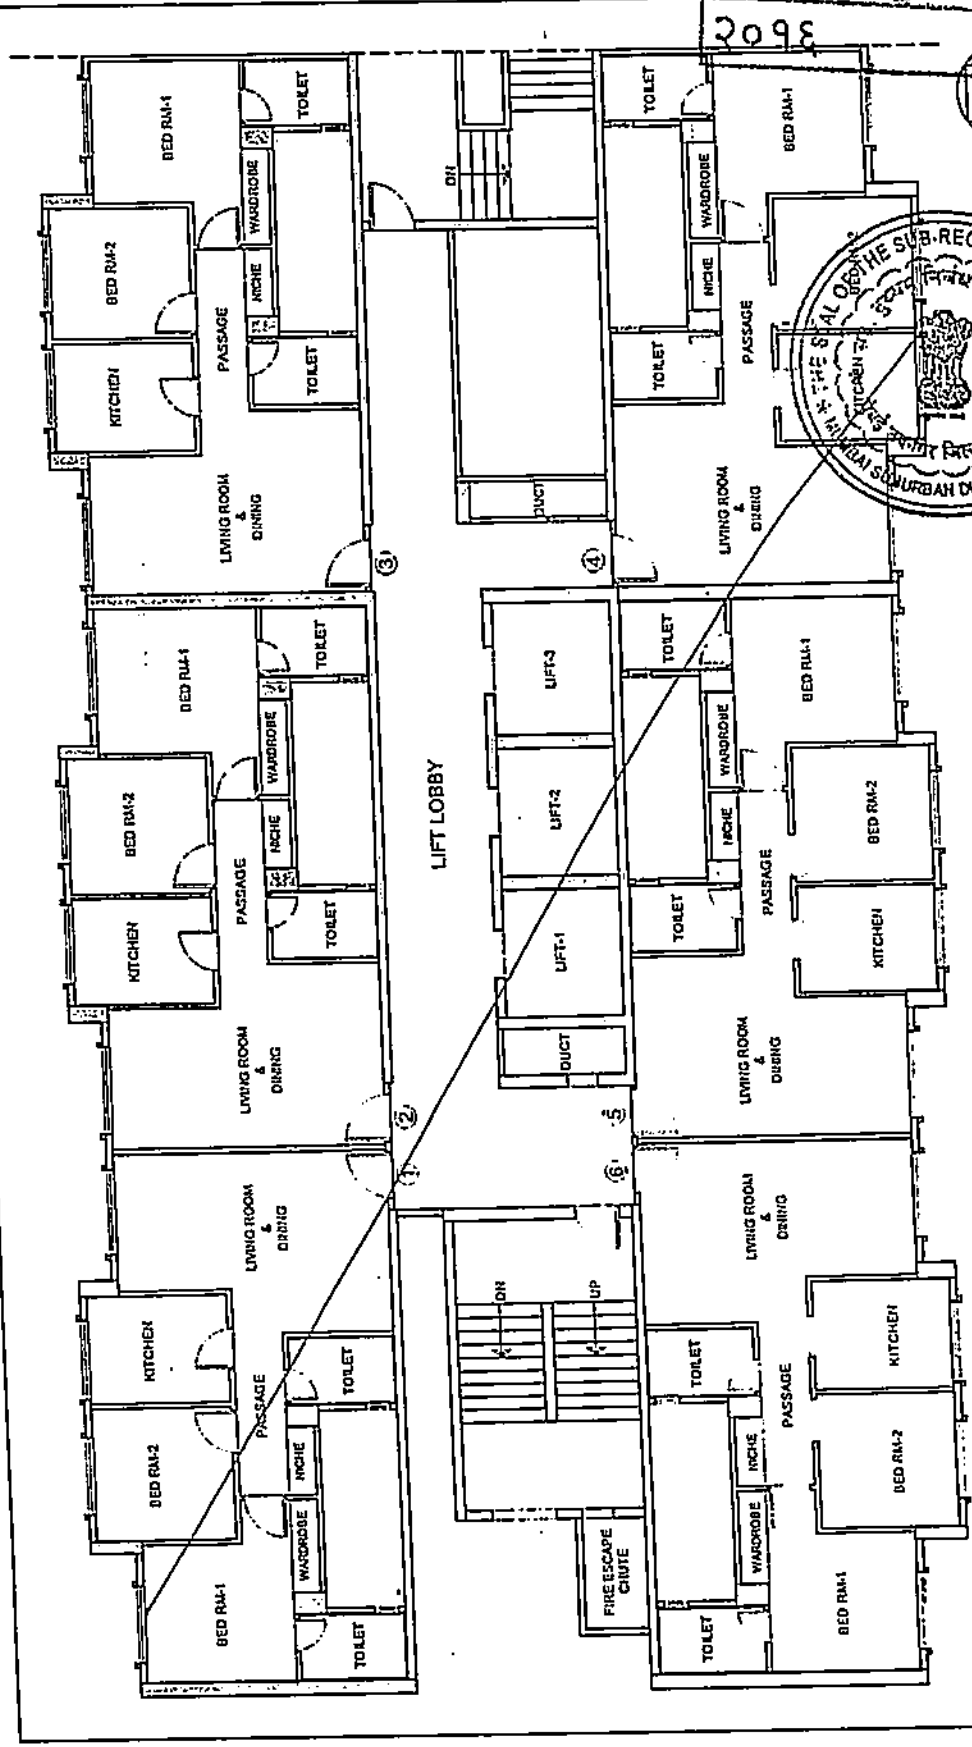 २०१६
BED RM-1
TOILET
WARDROBE
BED RM-2
NICHE
PASSAGE
KITCHEN
TOILET
LIVING ROOM
&
DINING
③
BED RM-1
TOILET
WARDROBE
BED RM-2
NICHE
PASSAGE
KITCHEN
TOILET
LIVING ROOM
&
DINING
②
①
LIVING ROOM
&
DINING
KITCHEN
PASSAGE
TOILET
BED RM-2
NICHE
WARDROBE
BED RM-1
TOILET
DN
DUCT
LIFT LOBBY
LIFT-3
LIFT-2
LIFT-1
DUCT
DN
UP
FIRE ESCAPE
CHUTE
TOILET
BED RM-1
WARDROBE
NICHE
PASSAGE
TOILET
KITCHEN
LIVING ROOM
&
DINING
④
TOILET
BED RM-1
WARDROBE
NICHE
BED RM-2
PASSAGE
TOILET
KITCHEN
LIVING ROOM
&
DINING
5
⑥
LIVING ROOM
&
DINING
TOILET
KITCHEN
PASSAGE
NICHE
BED RM-2
WARDROBE
BED RM-1
TOILET
SEAL OF THE SUB-REG
MUMBAI SUBURBAN D